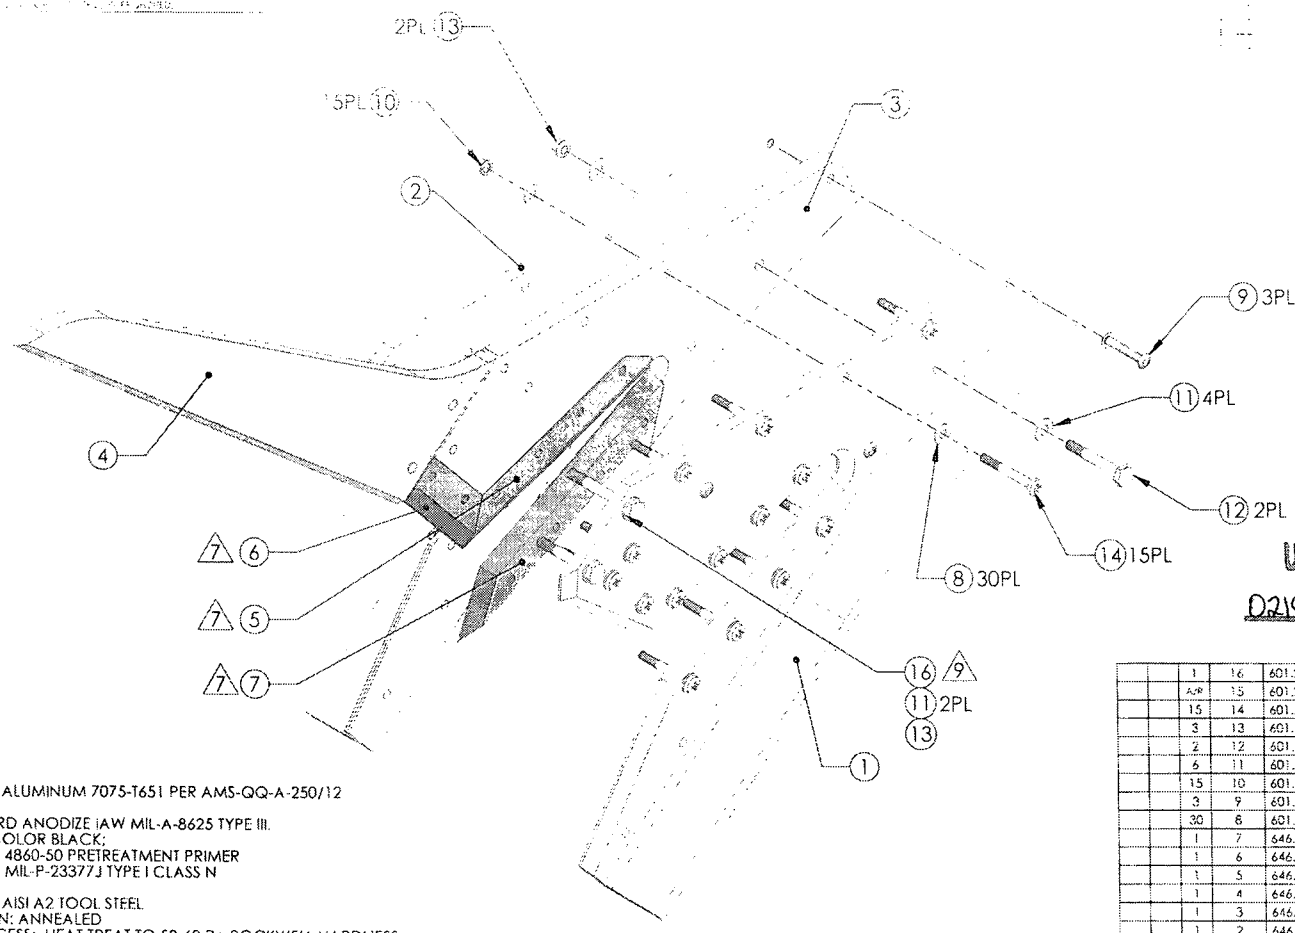 2PL 13
5PL 10
3
2
9 3PL
11 4PL
4
12 2PL
7 6
14 15PL
8 30PL
7 5
D219
7 7
16 9
11 2PL
13
1
1 16 601.
A/R 15 601.
15 14 601.
3 13 601.
2 12 601.
6 11 601.
15 10 601.
3 9 601.
30 8 601.
1 7 646.
1 6 646.
1 5 646.
1 4 646.
1 3 646.
1 2 646.
ALUMINUM 7075-T651 PER AMS-QQ-A-250/12
RD ANODIZE IAW MIL-A-8625 TYPE III.
OLOR BLACK;
4860-50 PRETREATMENT PRIMER
MIL-P-23377J TYPE I CLASS N
AISI A2 TOOL STEEL
N: ANNEALED